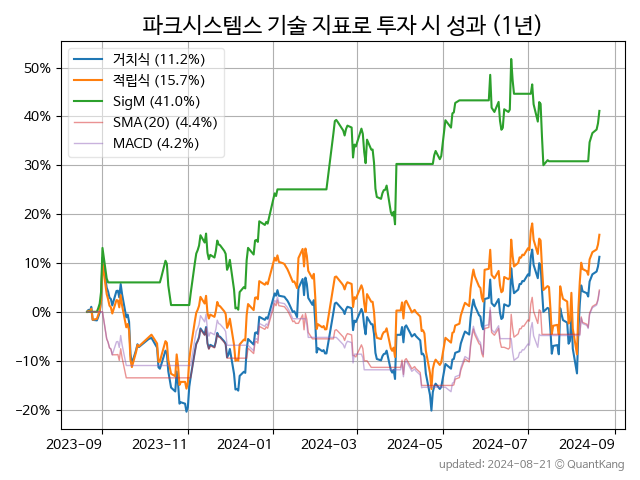 파크시스템스 기술 지표로 투자 시 성과 (1년)
거치식 (11.2%)
적립식 (15.7%)
SigM (41.0%)
SMA(20) (4.4%)
MACD (4.2%)
50%
40%
30%
20%
10%
0%
−10%
−20%
2023-09 2023-11 2024-01 2024-03 2024-05 2024-07 2024-09
updated: 2024-08-21 © QuantKang